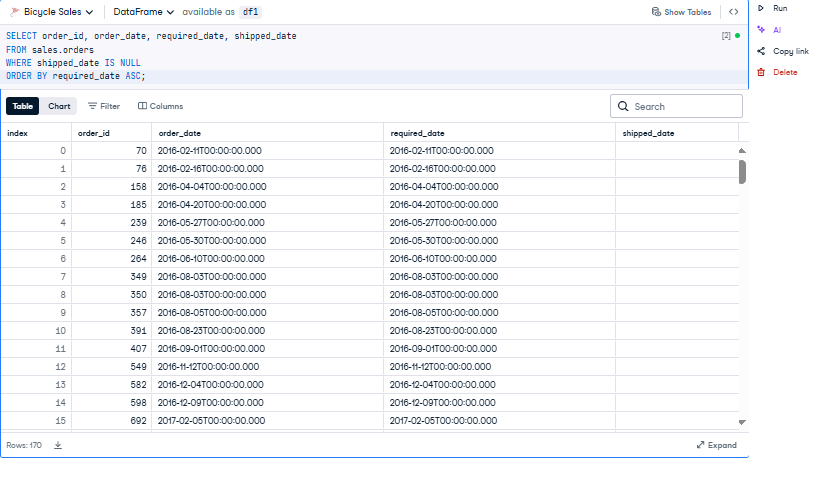 Bicycle Sales DataFrame available as df1 Show Tables
Run
SELECT order_id, order_date, required_date, shipped_date [2]
AI
FROM sales.orders
Copy link
WHERE shipped_date IS NULL
Delete
ORDER BY required_date ASC;
Table Chart Filter Columns Search
index order_id order_date required_date shipped_date
0 70 2016-02-11T00:00:00.000 2016-02-11T00:00:00.000
1 76 2016-02-16T00:00:00.000 2016-02-16T00:00:00.000
2 158 2016-04-04T00:00:00.000 2016-04-04T00:00:00.000
3 185 2016-04-20T00:00:00.000 2016-04-20T00:00:00.000
4 239 2016-05-27T00:00:00.000 2016-05-27T00:00:00.000
5 246 2016-05-30T00:00:00.000 2016-05-30T00:00:00.000
6 264 2016-06-10T00:00:00.000 2016-06-10T00:00:00.000
7 349 2016-08-03T00:00:00.000 2016-08-03T00:00:00.000
8 350 2016-08-03T00:00:00.000 2016-08-03T00:00:00.000
9 357 2016-08-05T00:00:00.000 2016-08-05T00:00:00.000
10 391 2016-08-23T00:00:00.000 2016-08-23T00:00:00.000
11 407 2016-09-01T00:00:00.000 2016-09-01T00:00:00.000
12 549 2016-11-12T00:00:00.000 2016-11-12T00:00:00.000
13 582 2016-12-04T00:00:00.000 2016-12-04T00:00:00.000
14 598 2016-12-09T00:00:00.000 2016-12-09T00:00:00.000
15 692 2017-02-05T00:00:00.000 2017-02-05T00:00:00.000
Rows: 170 Expand